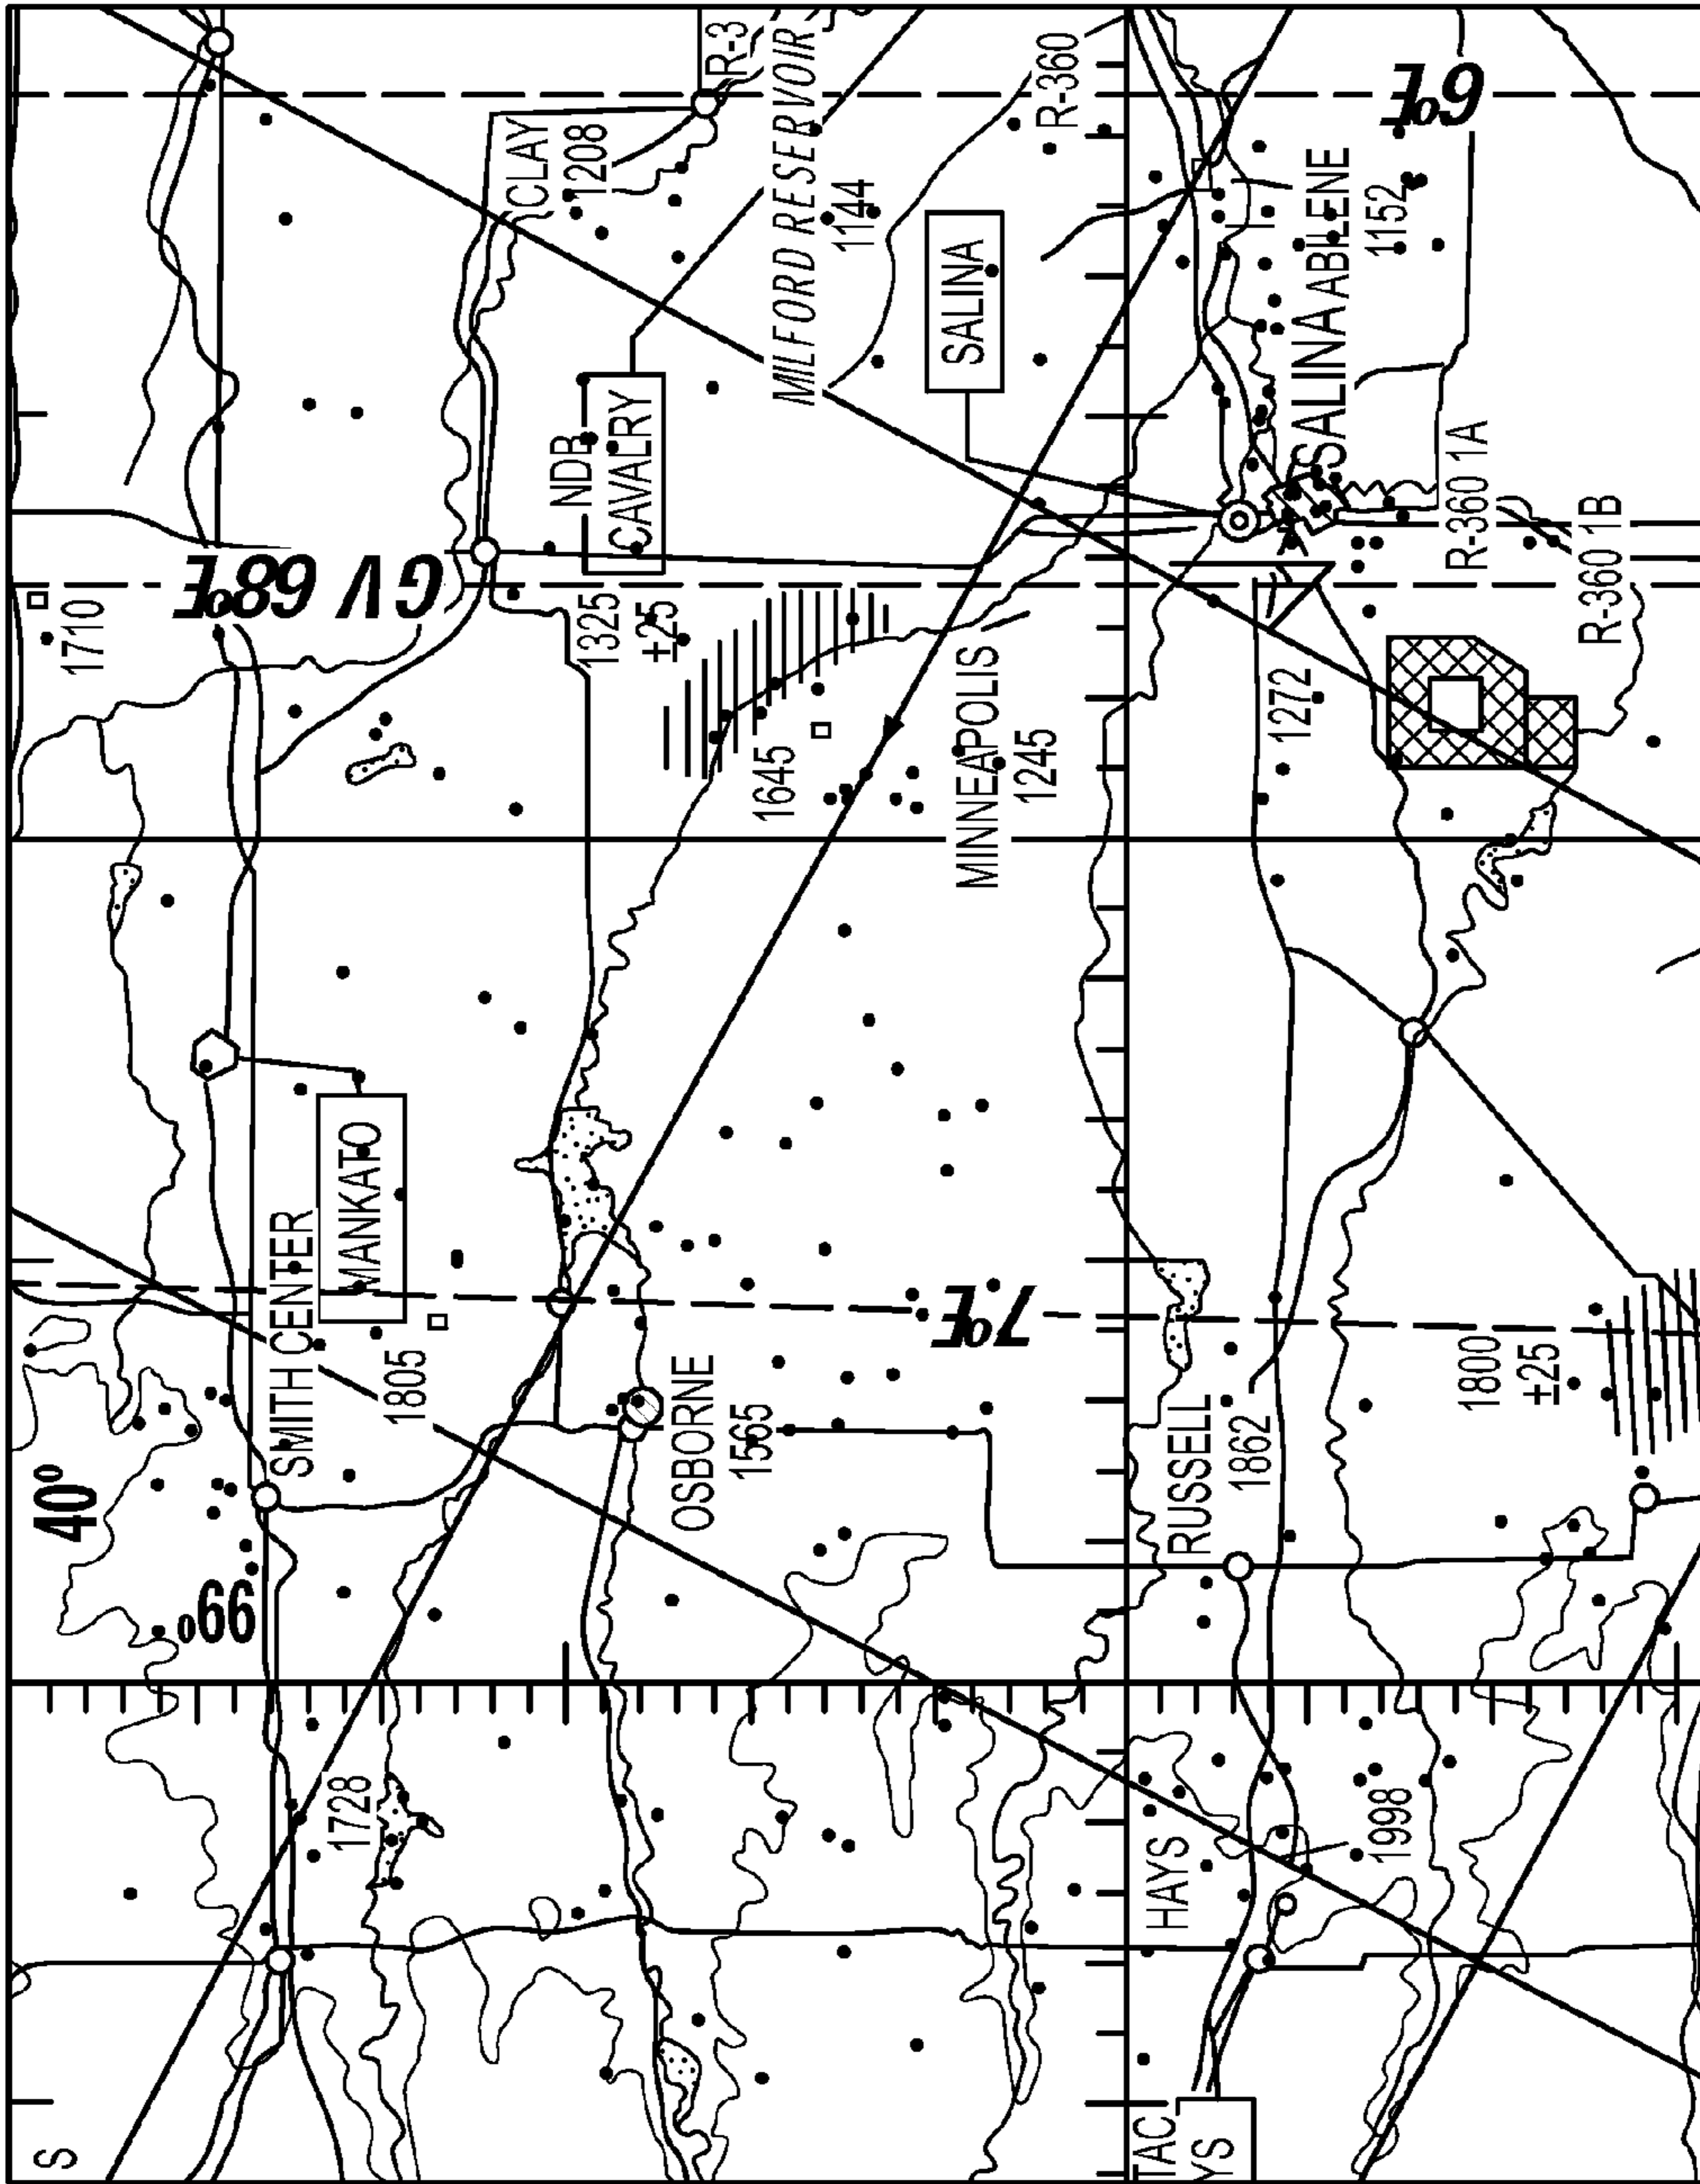 S
40°
1710
99°
GV 68°E
SMITH CENTER
1728
MANKATO
1805
CLAY
1208
NDB
CAVALRY
1325
±25
OSBORNE
1565
R-3
1645
MILFORD RESERVOIR
1144
7°E
SALINA
MINNEAPOLIS
1245
R-360
TAC
YS
HAYS
RUSSELL
1862
1272
SALINA
ABILENE
1152
1998
6°E
R-360 1A
1800
±25
R-360 1B